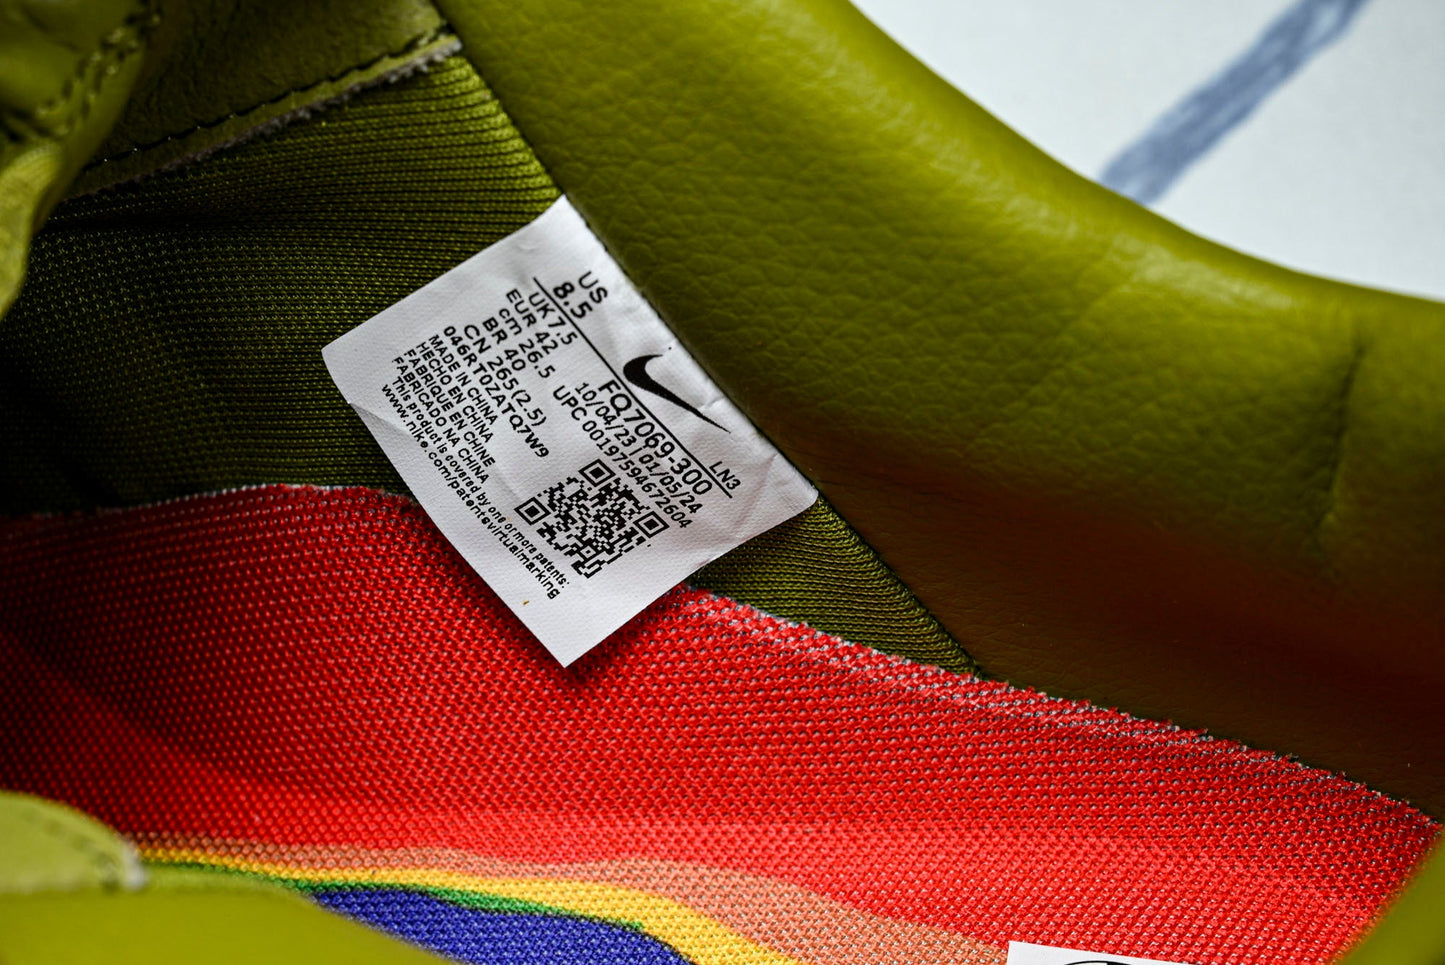 US
8.5
UK 7.5
EUR 42
cm 26.5
BR 40
CN 265(2.5)
046RT0ZATQ7W9
MADE IN CHINA
HECHO EN CHINA
FABRIQUE EN CHINE
FABRICADO NA CHINA
This product is covered by one or more patents:
www.nike.com/patentsvirtualmarking
LN3
FQ7069-300
10/04/23 | 01/05/24
UPC 00197594672604